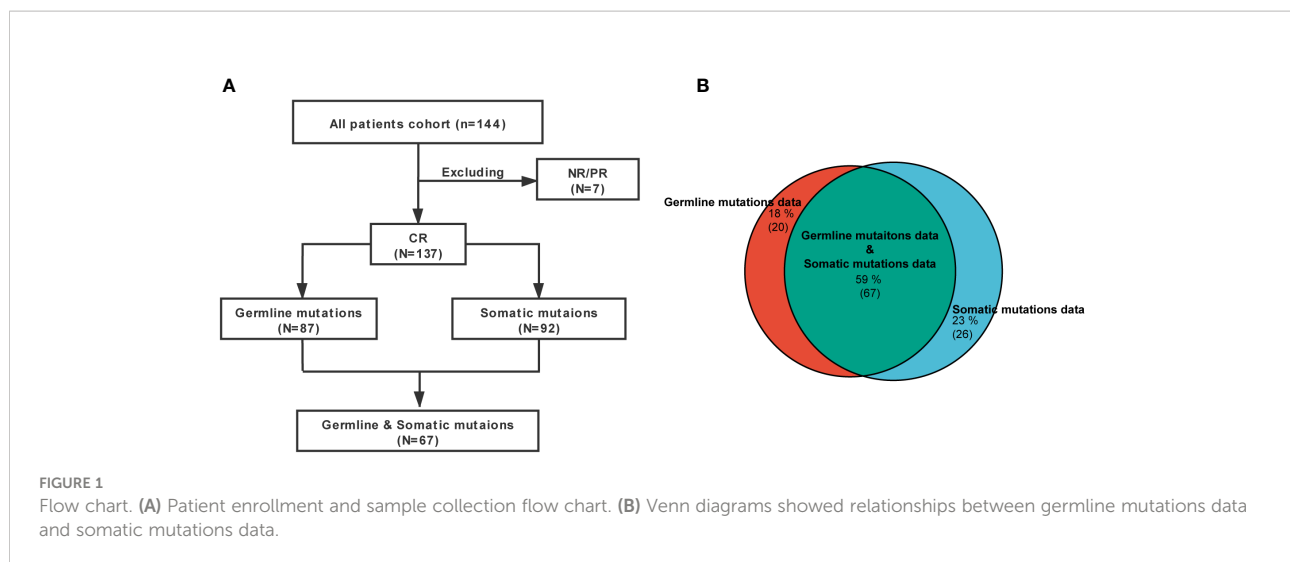 A
All patients cohort (n=144)
Excluding
NR/PR
(N=7)
CR
(N=137)
Germline mutations
(N=87)
Somatic mutaions
(N=92)
Germline & Somatic mutaions
(N=67)
B
Germline mutations data
18 %
(20)
Germline mutaitons data
&
Somatic mutations data
59 %
(67)
Somatic mutations data
23 %
(26)
FIGURE 1
Flow chart. (A) Patient enrollment and sample collection flow chart. (B) Venn diagrams showed relationships between germline mutations data
and somatic mutations data.